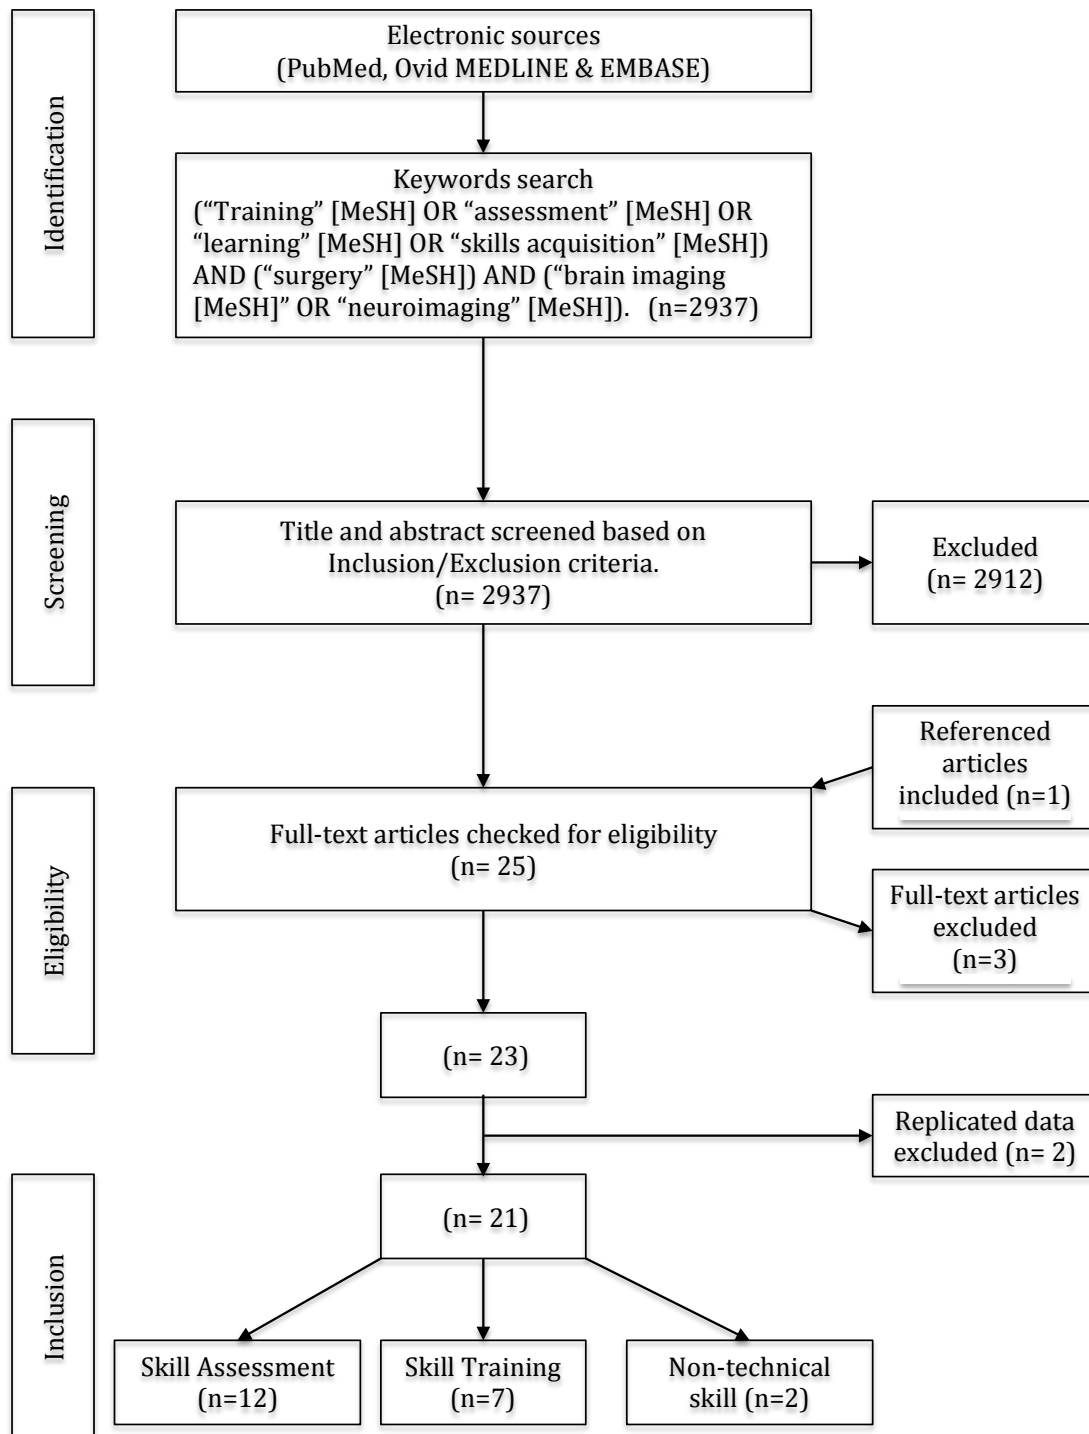 Identification
Electronic sources
(PubMed, Ovid MEDLINE & EMBASE)
Keywords search
(“Training” [MeSH] OR “assessment” [MeSH] OR
“learning” [MeSH] OR “skills acquisition” [MeSH])
AND (“surgery” [MeSH]) AND (“brain imaging
[MeSH]” OR “neuroimaging” [MeSH]). (n=2937)
Screening
Title and abstract screened based on
Inclusion/Exclusion criteria.
(n= 2937)
Excluded
(n= 2912)
Eligibility
Referenced
articles
included (n=1)
Full-text articles checked for eligibility
(n= 25)
Full-text articles
excluded
(n=3)
(n= 23)
Replicated data
excluded (n= 2)
Inclusion
(n= 21)
Skill Assessment
(n=12)
Skill Training
(n=7)
Non-technical
skill (n=2)